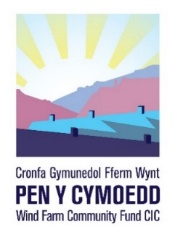 Cronfa Gymunedol Fferm Wynt
PEN Y CYMOEDD
Wind Farm Community Fund CIC